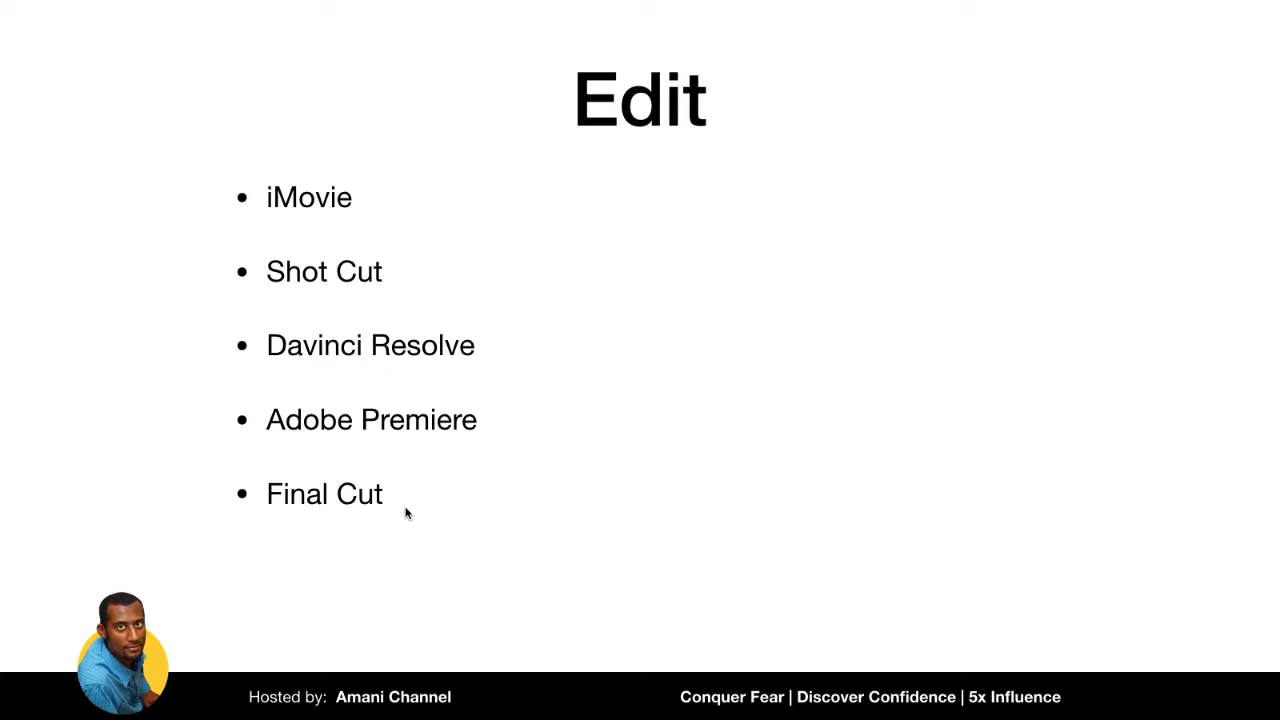 Edit
• iMovie
• Shot Cut
• Davinci Resolve
• Adobe Premiere
• Final Cut
Hosted by: Amani Channel
Conquer Fear | Discover Confidence | 5x Influence